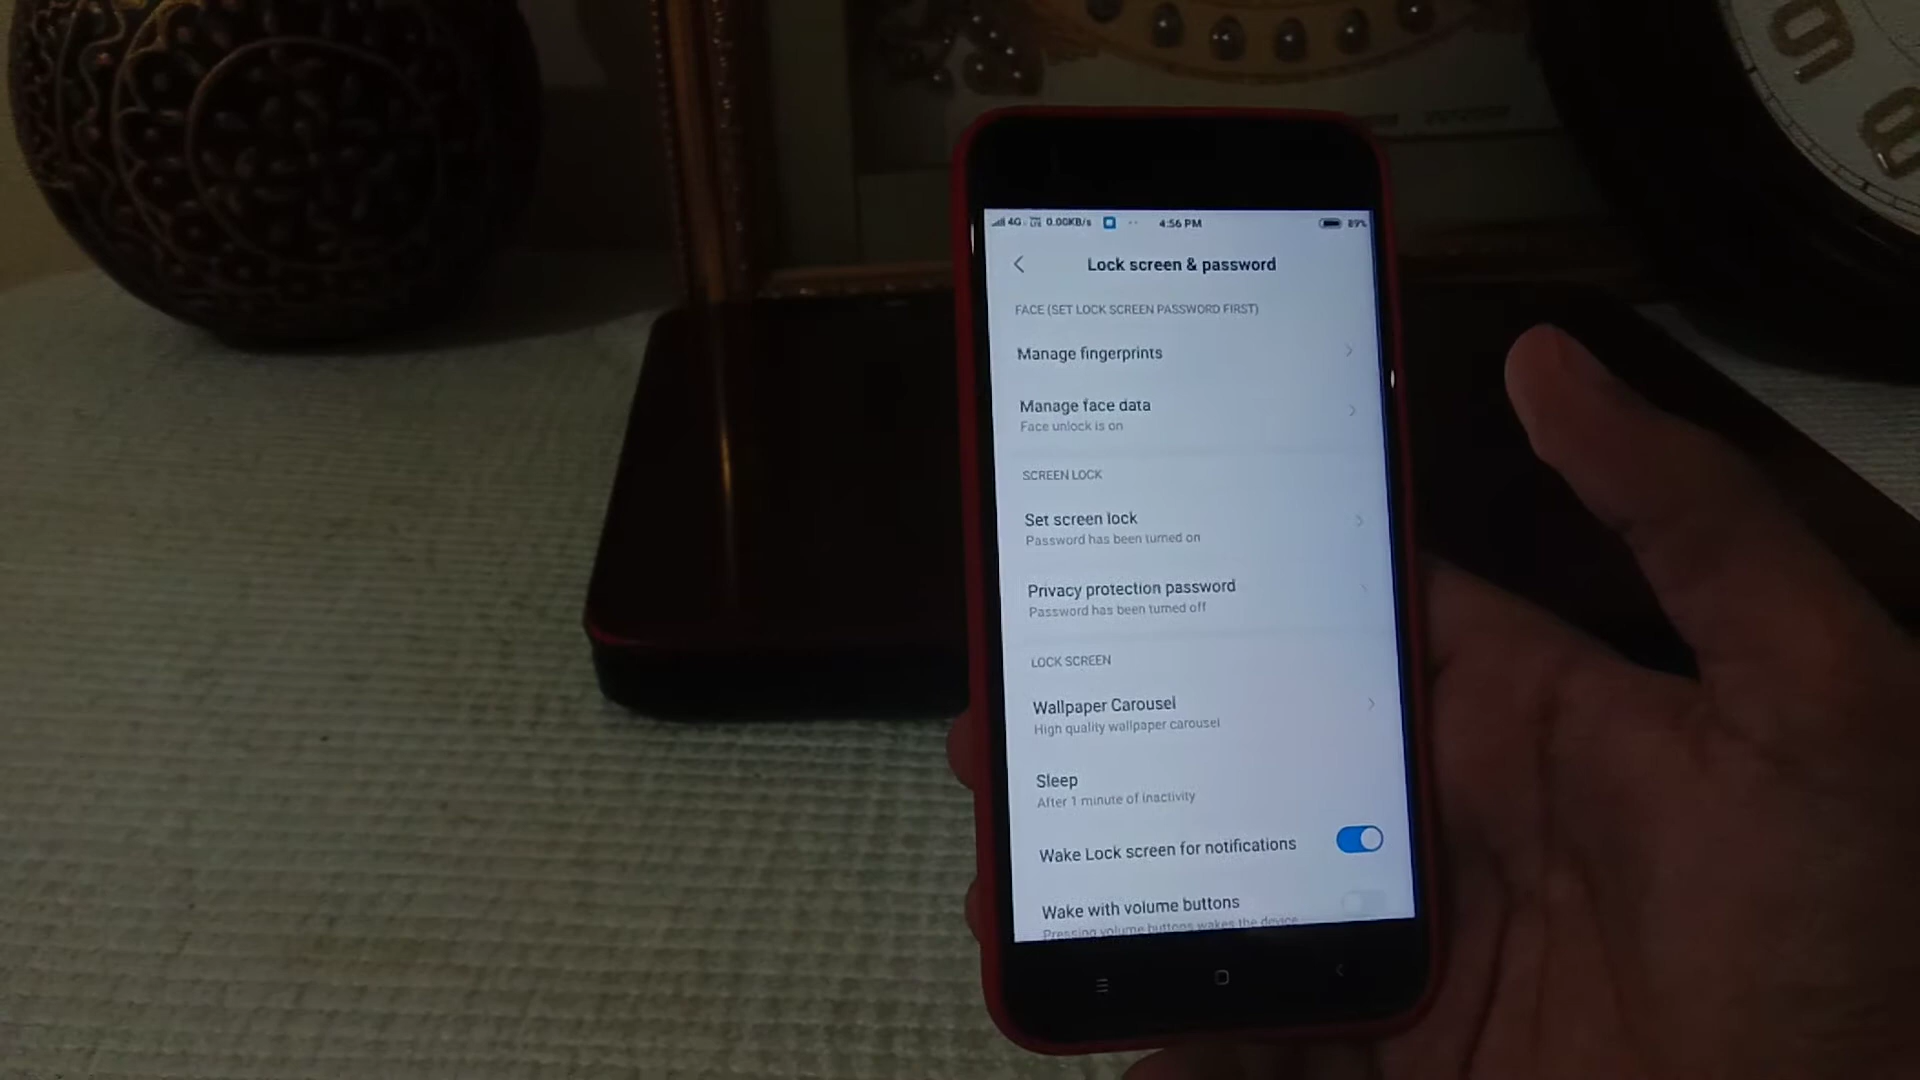 4G 0.00KB/s 4:56 PM 89%
Lock screen & password
FACE (SET LOCK SCREEN PASSWORD FIRST)
Manage fingerprints
Manage face data
Face unlock is on
SCREEN LOCK
Set screen lock
Password has been turned on
Privacy protection password
Password has been turned off
LOCK SCREEN
Wallpaper Carousel
High quality wallpaper carousel
Sleep
After 1 minute of inactivity
Wake Lock screen for notifications
Wake with volume buttons
Pressing volume buttons wakes the device
9
8